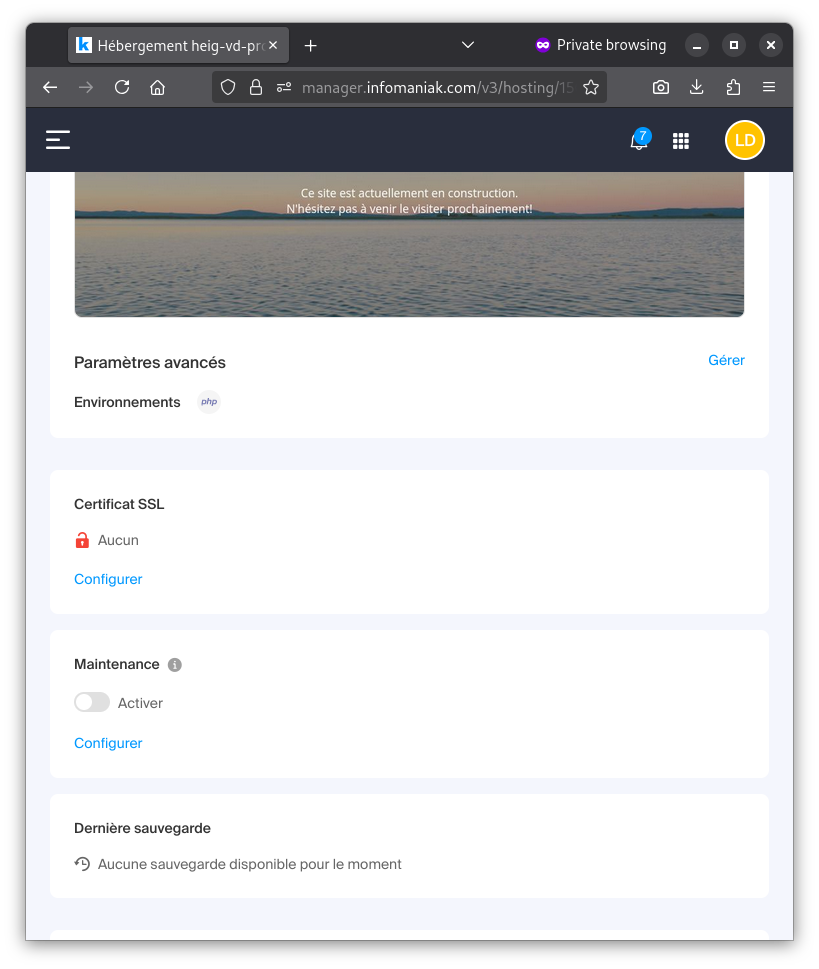 Hébergement heig-vd-pro
Private browsing
manager.infomaniak.com/v3/hosting/15
7
LD
Ce site est actuellement en construction.
N'hésitez pas à venir le visiter prochainement!
Paramètres avancés
Gérer
Environnements
php
Certificat SSL
Aucun
Configurer
Maintenance
Activer
Configurer
Dernière sauvegarde
Aucune sauvegarde disponible pour le moment